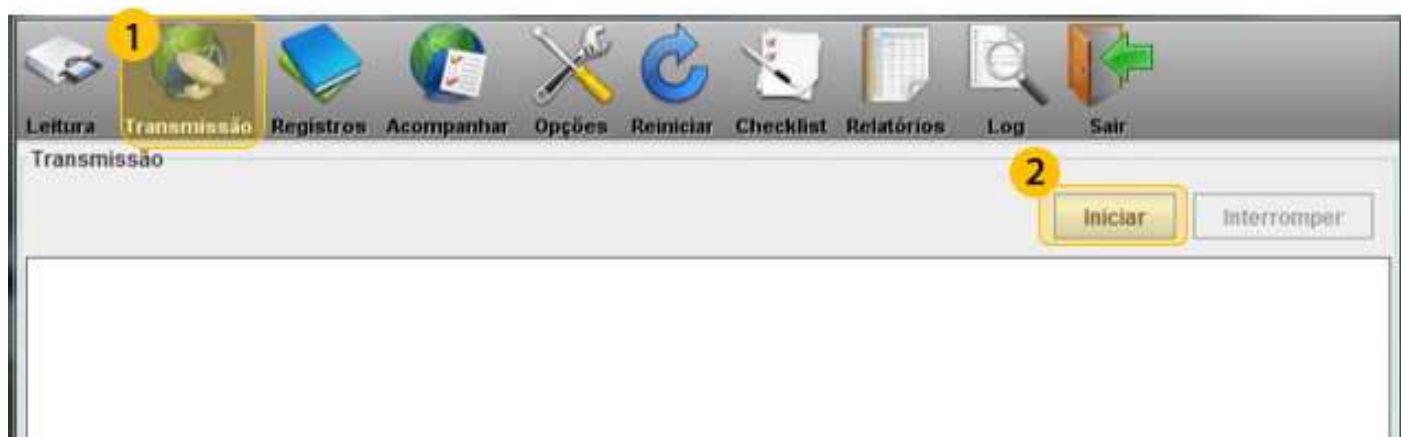 1
Leitura Transmissão Registros Acompanhar Opções Reiniciar Checklist Relatórios Log Sair
Transmissão
2
Iniciar Interromper